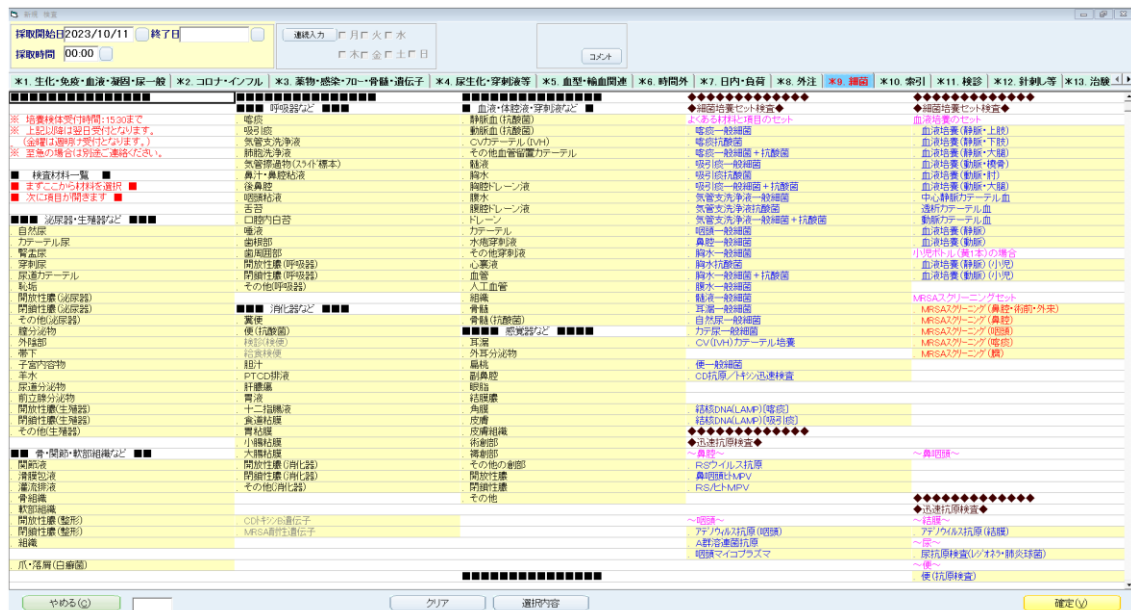 新規 検査
採取開始日2023/10/11 終了日
採取時間 00:00
連続入力 月 火 水
木 金 土 日
コメント
*1. 生化・免疫・血液・凝固・尿一般 *2. コロナ・インフル *3. 薬物・感染・フロー・骨髄・遺伝子 *4. 尿生化・穿刺液等 *5. 血型・輸血関連 *6. 時間外 *7. 日内・負荷 *8. 外注 *9. 細菌 *10. 索引 *11. 検診 *12. 針刺し等 *13. 治験
■■■■■■■■■■■■■■■
※ 培養検体受付時間:15:30まで
※ 上記以降は翌日受付となります。
(金曜は週明け受付となります。)
※ 至急の場合は別途ご連絡ください。
■ 検査材料一覧 ■
■ まずここから材料を選択 ■
■ 次に項目が開きます ■
■■■ 泌尿器・生殖器など ■■■
自然尿
カテーテル尿
腎盂尿
穿刺尿
尿道カテーテル
恥垢
開放性膿(泌尿器)
閉鎖性膿(泌尿器)
その他(泌尿器)
膣分泌物
外陰部
帯下
子宮内容物
羊水
尿道分泌物
前立腺分泌物
開放性膿(生殖器)
閉鎖性膿(生殖器)
その他(生殖器)
■■ 骨・関節・軟部組織など ■■
関節液
滑膜包液
灌流排液
骨組織
軟部組織
開放性膿(整形)
閉鎖性膿(整形)
組織
爪・落屑(白癬菌)
■■■■■■■■■■■■■■■
■■■ 呼吸器など ■■■
喀痰
吸引痰
気管支洗浄液
肺胞洗浄液
気管擦過物(スライド標本)
鼻汁・鼻腔粘液
後鼻腔
咽頭粘液
舌苔
口腔内白苔
唾液
歯根部
歯周囲部
開放性膿(呼吸器)
閉鎖性膿(呼吸器)
その他(呼吸器)
■■■ 消化器など ■■■
糞便
便(抗酸菌)
検診(検便)
給食検便
胆汁
PTCD排液
肝膿瘍
胃液
十二指腸液
食道粘膜
胃粘膜
小腸粘膜
大腸粘膜
開放性膿(消化器)
閉鎖性膿(消化器)
その他(消化器)
CDトキシンB遺伝子
MRSA耐性遺伝子
■ 血液・体腔液・穿刺液など ■
静脈血(抗酸菌)
動脈血(抗酸菌)
CVカテーテル(IVH)
その他血管留置カテーテル
髄液
胸水
胸腔ドレーン液
腹水
腹腔ドレーン液
ドレーン
カテーテル
水疱穿刺液
その他穿刺液
心嚢液
血管
人工血管
組織
骨髄
骨髄(抗酸菌)
■■■■ 感覚器など ■■■■
耳漏
外耳分泌物
扁桃
副鼻腔
眼脂
結膜膿
角膜
皮膚
皮膚組織
術創部
褥創部
その他の創部
開放性膿
閉鎖性膿
その他
■■■■■■■■■■■■■■■
◆◆◆◆◆◆◆◆◆◆◆◆◆
◆細菌培養セット検査◆
よくある材料と項目のセット
喀痰一般細菌
喀痰抗酸菌
喀痰一般細菌+抗酸菌
吸引痰一般細菌
吸引痰抗酸菌
吸引痰一般細菌+抗酸菌
気管支洗浄液一般細菌
気管支洗浄液抗酸菌
気管支洗浄液一般細菌+抗酸菌
咽頭一般細菌
鼻腔一般細菌
胸水一般細菌
胸水抗酸菌
胸水一般細菌+抗酸菌
腹水一般細菌
髄液一般細菌
耳漏一般細菌
自然尿一般細菌
カテ尿一般細菌
CV(IVH)カテーテル培養
便一般細菌
CD抗原/トキシン迅速検査
結核DNA(LAMP)[喀痰]
結核DNA(LAMP)[吸引痰]
◆◆◆◆◆◆◆◆◆◆◆◆◆
◆迅速抗原検査◆
~鼻腔~
RSウイルス抗原
鼻咽頭ヒトMPV
RS/ヒトMPV
~咽頭~
アデノウィルス抗原(咽頭)
A群溶連菌抗原
咽頭マイコプラズマ
◆◆◆◆◆◆◆◆◆◆◆◆◆
◆細菌培養セット検査◆
血液培養のセット
血液培養(静脈・上肢)
血液培養(静脈・下肢)
血液培養(静脈・大腿)
血液培養(動脈・橈骨)
血液培養(動脈・肘)
血液培養(動脈・大腿)
中心静脈カテーテル血
透析カテーテル血
動脈カテーテル血
血液培養(静脈)
血液培養(動脈)
小児ボトル(黄1本)の場合
血液培養(静脈)(小児)
血液培養(動脈)(小児)
MRSAスクリーニングセット
MRSAスクリーニング(鼻腔・術前・外来)
MRSAスクリーニング(鼻腔)
MRSAスクリーニング(咽頭)
MRSAスクリーニング(喀痰)
MRSAスクリーニング(臍)
~鼻咽頭~
◆◆◆◆◆◆◆◆◆◆◆◆◆
◆迅速抗原検査◆
~結膜~
アデノウィルス抗原(結膜)
~尿~
尿抗原検査(レジオネラ・肺炎球菌)
~便~
便(抗原検査)
やめる(C) クリア 選択内容 確定(V)